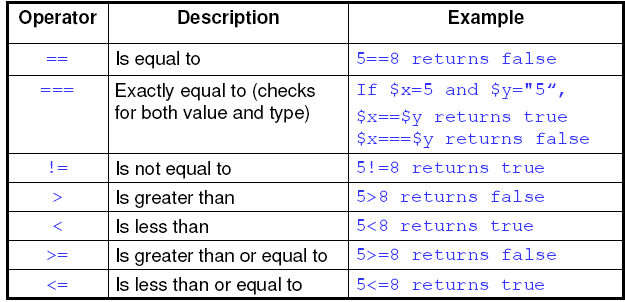 Operator Description Example
== Is equal to 5==8 returns false
=== Exactly equal to (checks If $x=5 and $y="5“,
for both value and type) $x==$y returns true
$x===$y returns false
!= Is not equal to 5!=8 returns true
> Is greater than 5>8 returns false
< Is less than 5<8 returns true
>= Is greater than or equal to 5>=8 returns false
<= Is less than or equal to 5<=8 returns true